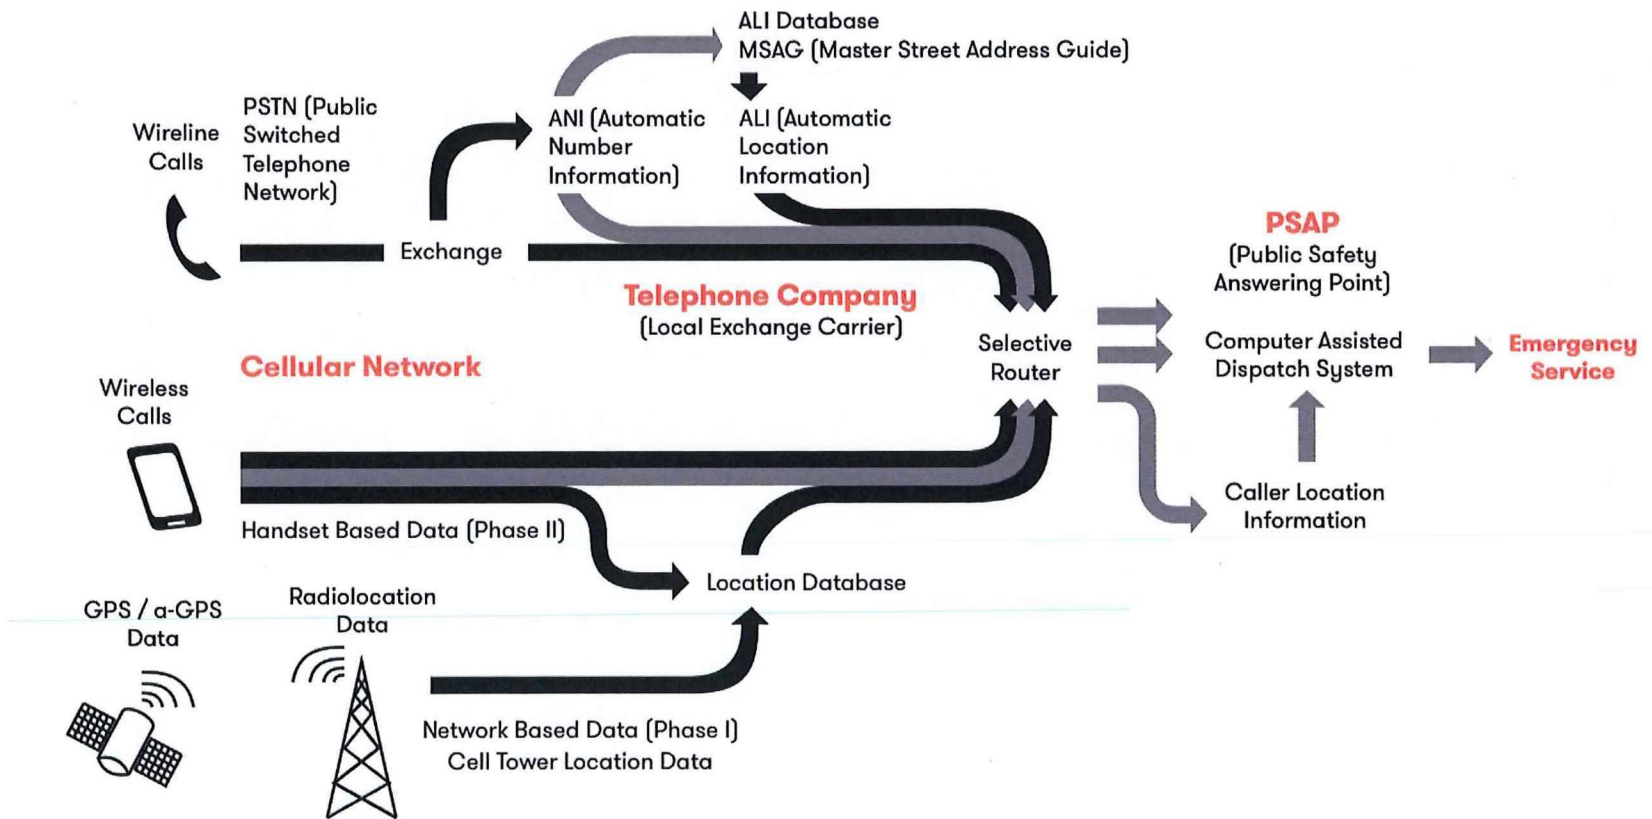 ALI Database
MSAG (Master Street Address Guide)
Wireline
Calls
PSTN (Public
Switched
Telephone
Network)
ANI (Automatic
Number
Information)
ALI (Automatic
Location
Information)
Exchange
Telephone Company
(Local Exchange Carrier)
Selective
Router
PSAP
(Public Safety
Answering Point)
Computer Assisted
Dispatch System
Emergency
Service
Cellular Network
Wireless
Calls
Handset Based Data (Phase II)
Caller Location
Information
Location Database
GPS / a-GPS
Data
Radiolocation
Data
Network Based Data (Phase I)
Cell Tower Location Data